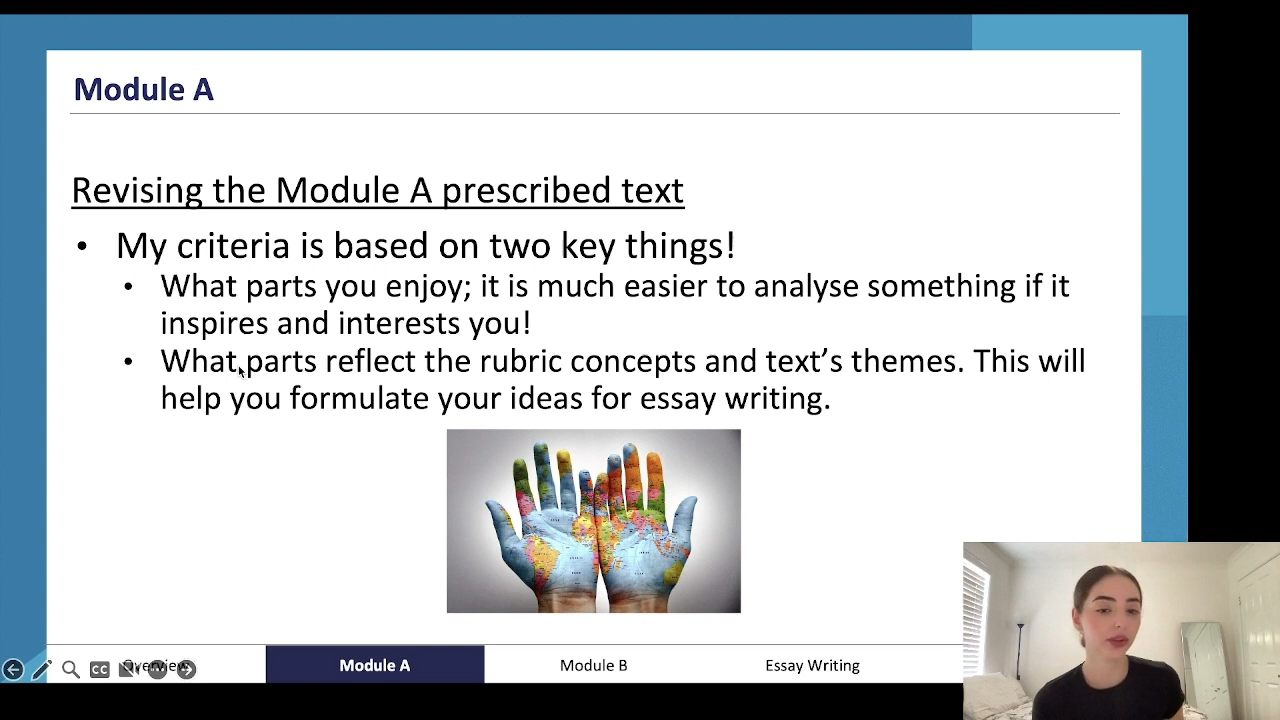 Module A
Revising the Module A prescribed text
• My criteria is based on two key things!
• What parts you enjoy; it is much easier to analyse something if it
inspires and interests you!
• What parts reflect the rubric concepts and text’s themes. This will
help you formulate your ideas for essay writing.
Overview
Module A
Module B
Essay Writing
CC